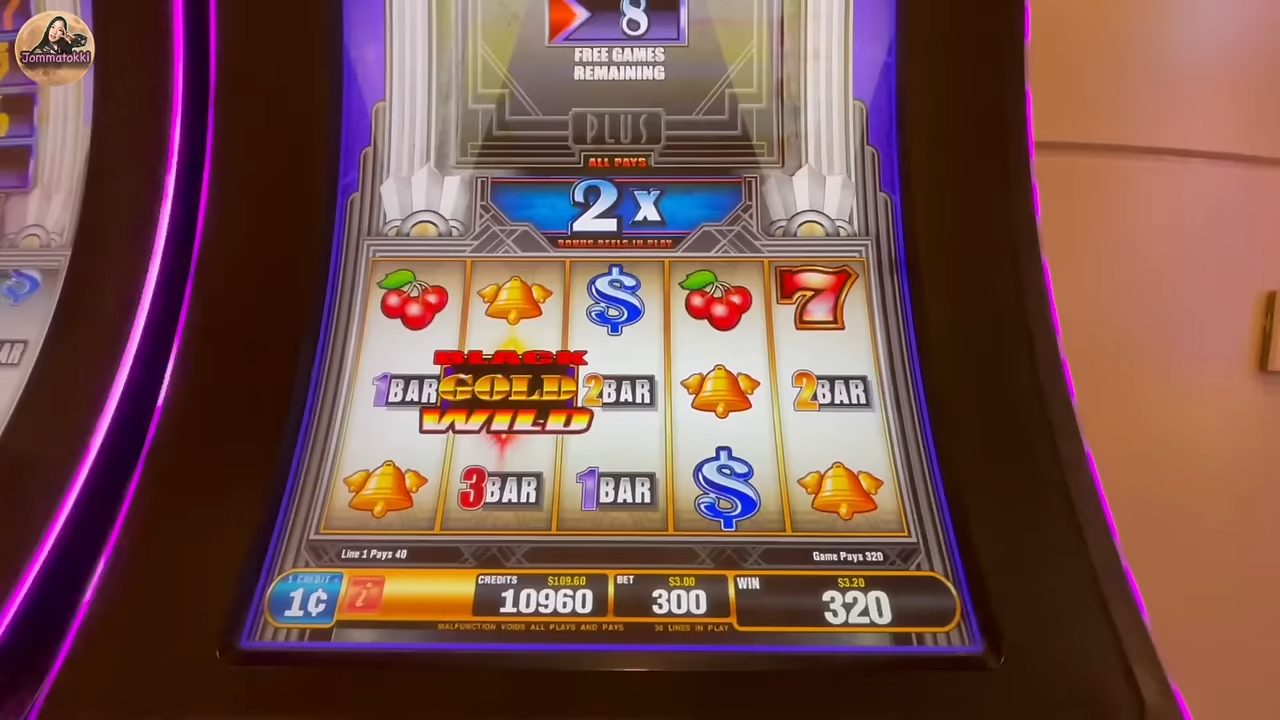 Jommatokki
8
FREE GAMES
REMAINING
PLUS
ALL PAYS
2x
BONUS REELS IN PLAY
7
1BAR
BLACK
GOLD
WILD
2BAR
2BAR
3BAR
1BAR
$
$
Line 1 Pays 40
Game Pays 320
1 CREDIT
1¢
i
CREDITS
$109.60
10960
BET
$3.00
300
WIN
$3.20
320
MALFUNCTION VOIDS ALL PLAYS AND PAYS
30 LINES IN PLAY